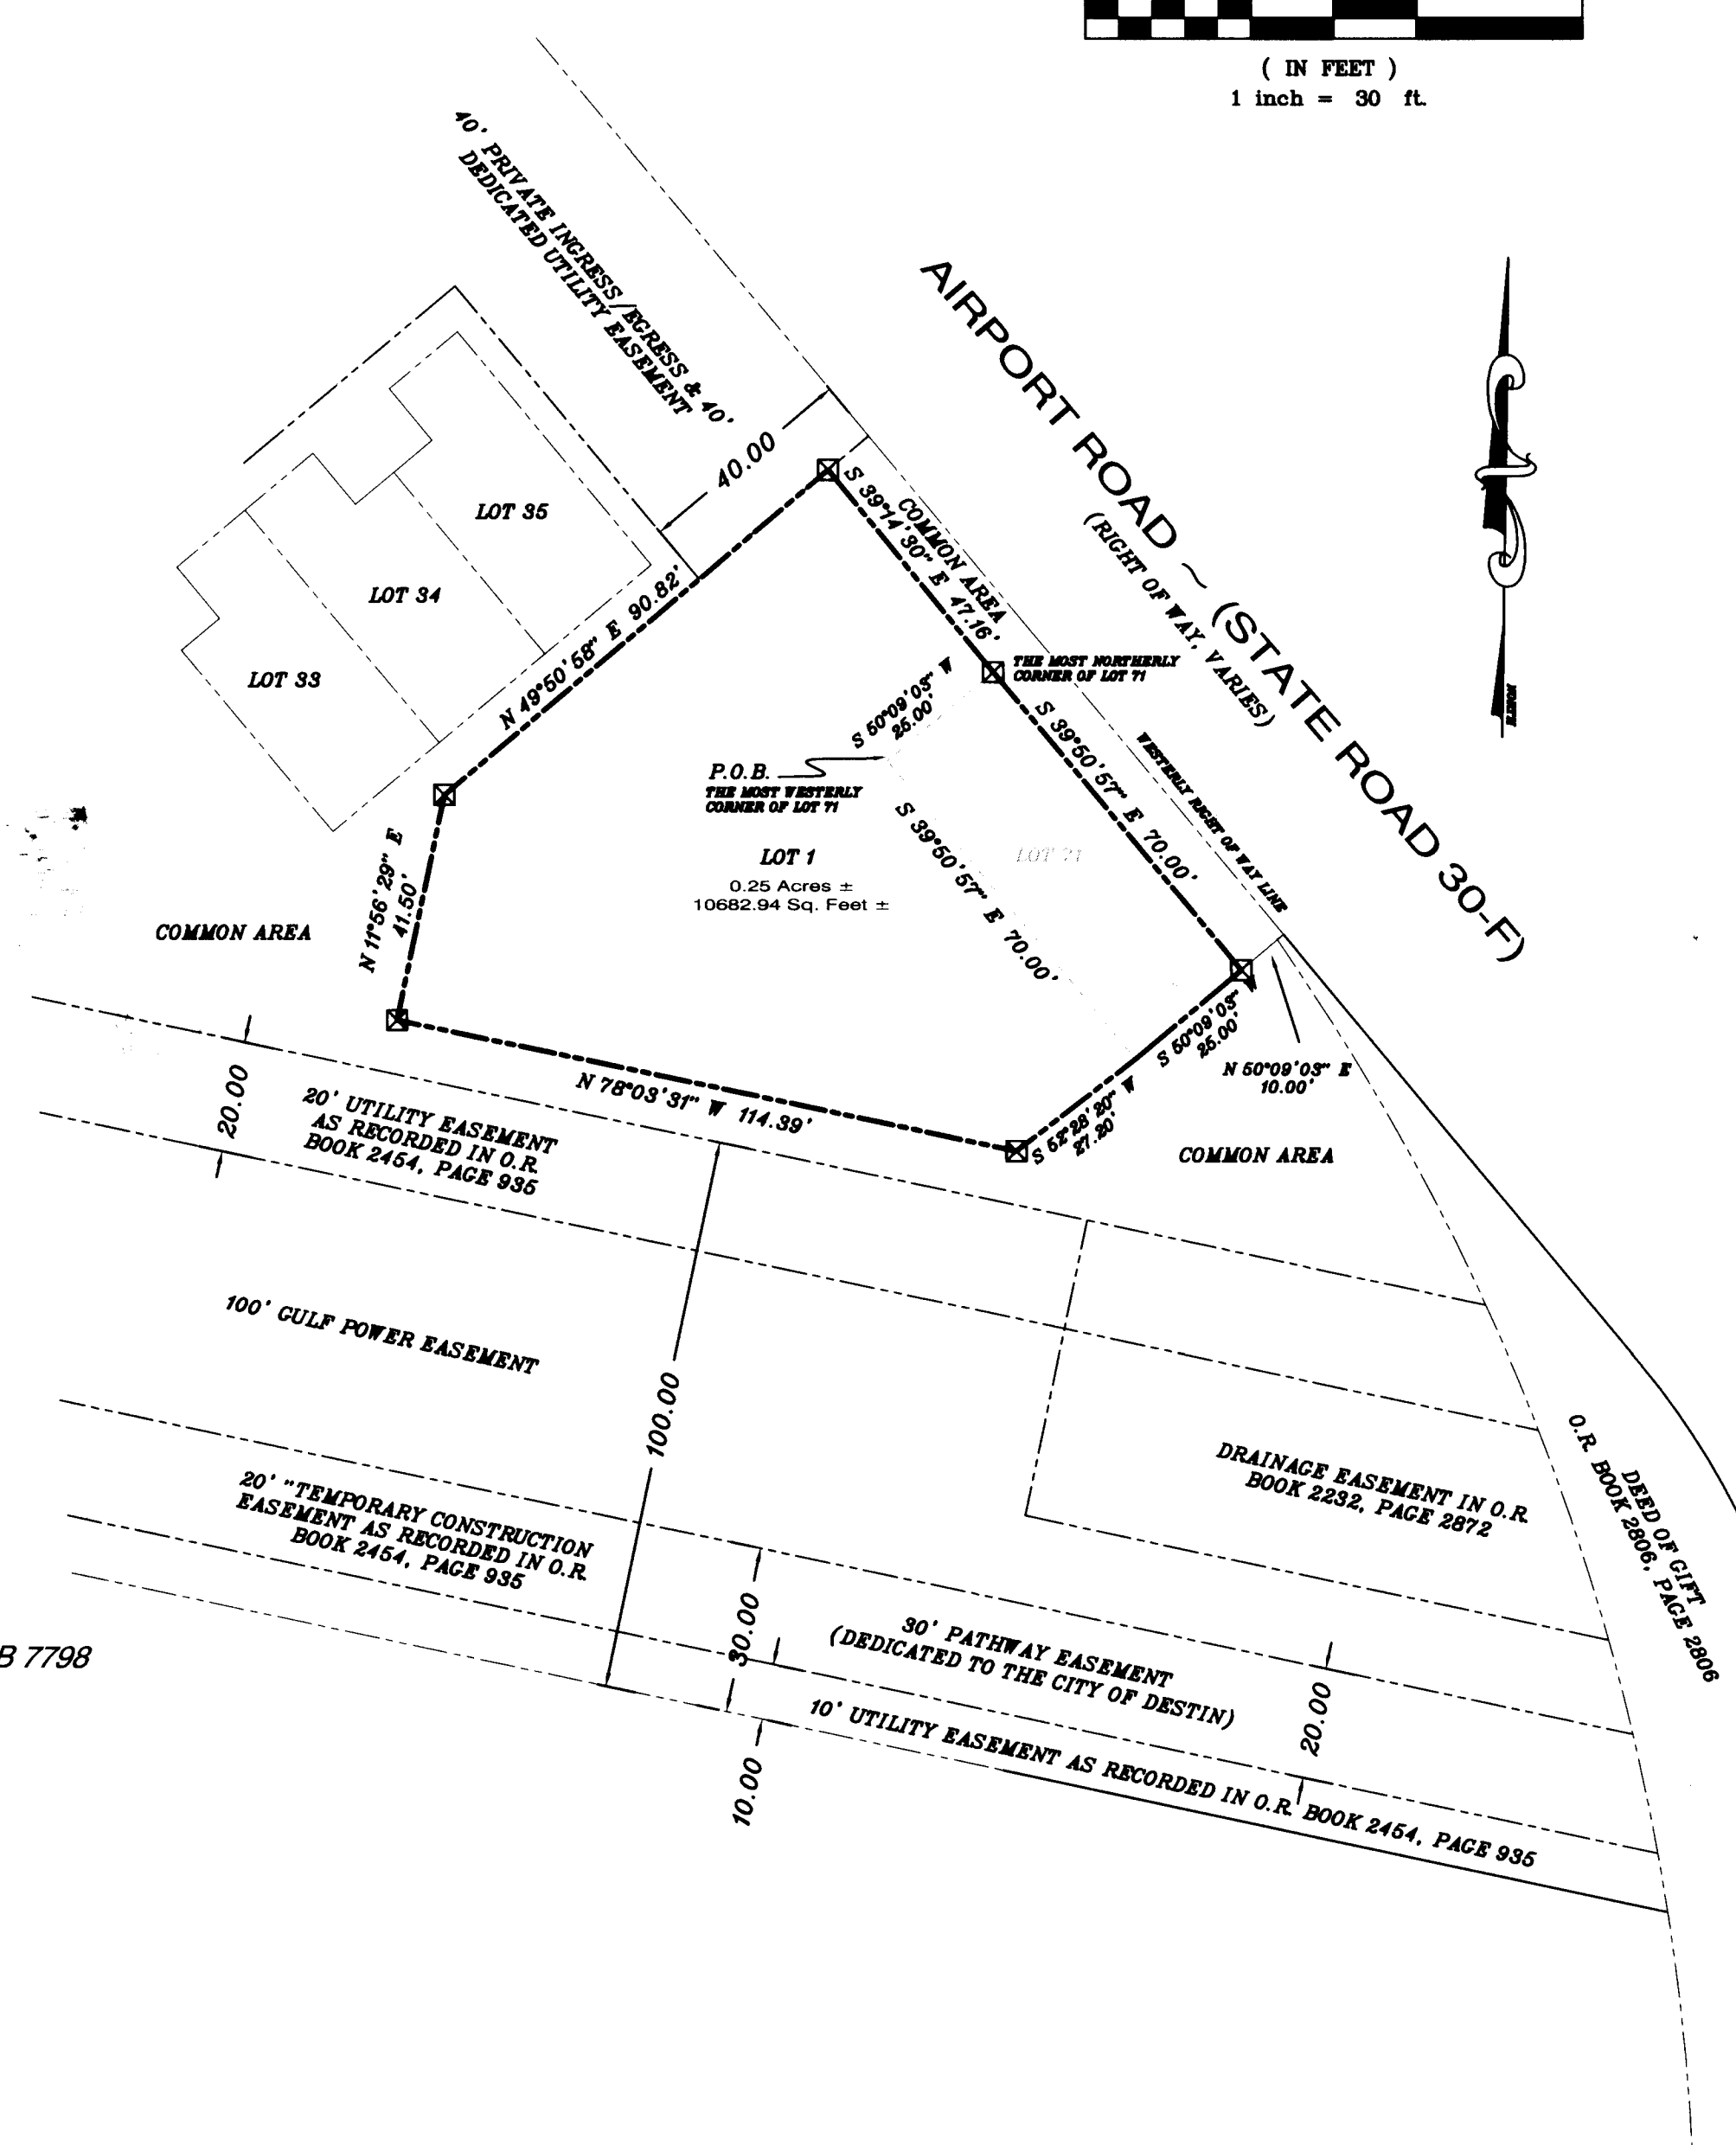 ( IN FEET )
1 inch = 30 ft.
40' PRIVATE INGRESS/EGRESS & 40'
DEDICATED UTILITY EASEMENT
AIRPORT ROAD ~ (STATE ROAD 30-F)
(RIGHT OF WAY, VARIES)
NORTH
40.00
LOT 35
LOT 34
LOT 33
N 49°50'58" E 90.82'
COMMON AREA
S 39°14'30" E 47.16'
THE MOST NORTHERLY
CORNER OF LOT 71
S 50°09'03" W
25.00'
S 39°50'57" E 70.00'
WESTERLY RIGHT OF WAY LINE
P.O.B.
THE MOST WESTERLY
CORNER OF LOT 71
S 39°50'57" E 70.00'
LOT 71
LOT 1
0.25 Acres ±
10682.94 Sq. Feet ±
N 11°56'29" E
41.50'
COMMON AREA
S 50°09'03" W
25.00'
N 50°09'03" E
10.00'
S 52°28'20" W
27.20'
COMMON AREA
N 78°03'31" W 114.39'
20.00
20' UTILITY EASEMENT
AS RECORDED IN O.R.
BOOK 2454, PAGE 935
100' GULF POWER EASEMENT
100.00
DRAINAGE EASEMENT IN O.R.
BOOK 2232, PAGE 2872
DEED OF GIFT
O.R. BOOK 2806, PAGE 2806
20' "TEMPORARY CONSTRUCTION
EASEMENT AS RECORDED IN O.R.
BOOK 2454, PAGE 935
30.00
30' PATHWAY EASEMENT
(DEDICATED TO THE CITY OF DESTIN)
20.00
B 7798
10' UTILITY EASEMENT AS RECORDED IN O.R. BOOK 2454, PAGE 935
10.00